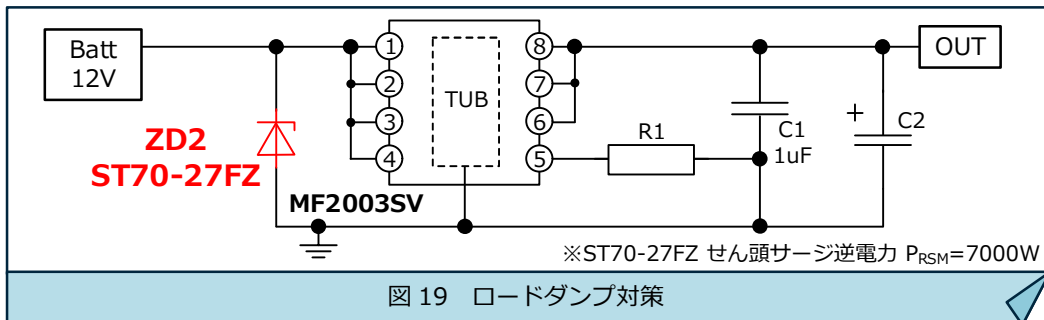 Batt
12V
ZD2
ST70-27FZ
①
②
③
④
TUB
⑧
⑦
⑥
⑤
MF2003SV
R1
C1
1uF
+
C2
OUT
※ST70-27FZ せん頭サージ逆電力 PRSM=7000W
図 19 ロードダンプ対策